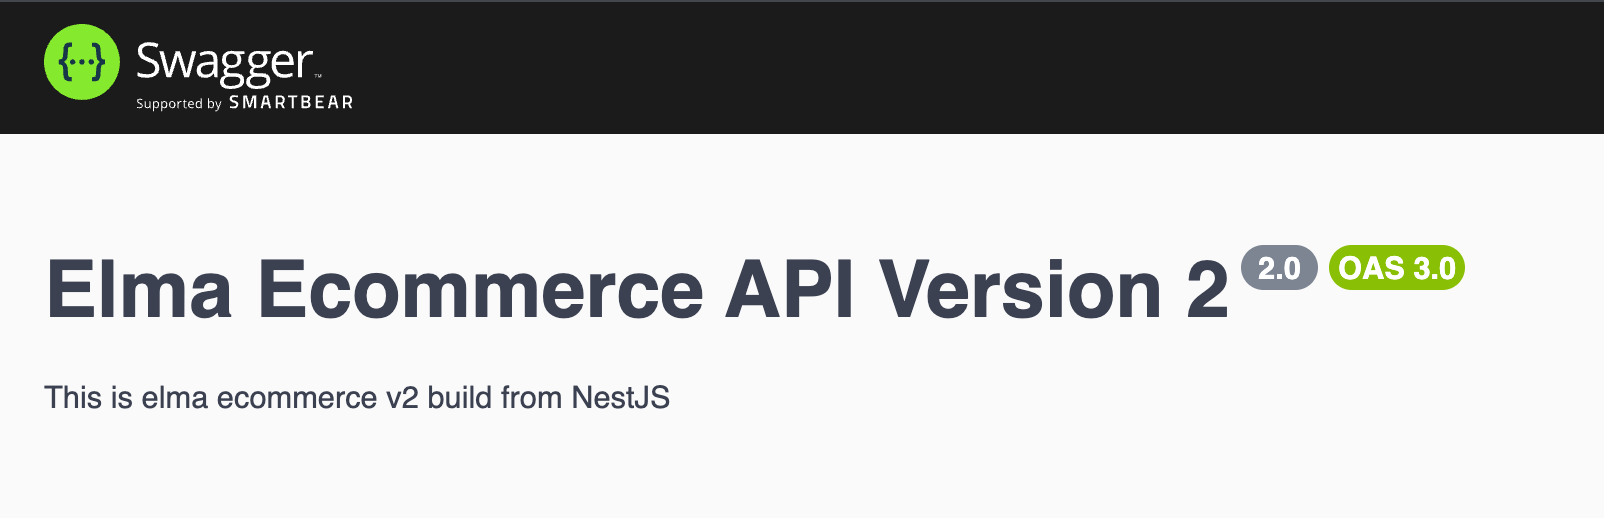 {···} Swagger™
Supported by SMARTBEAR
Elma Ecommerce API Version 2 2.0 OAS 3.0
This is elma ecommerce v2 build from NestJS